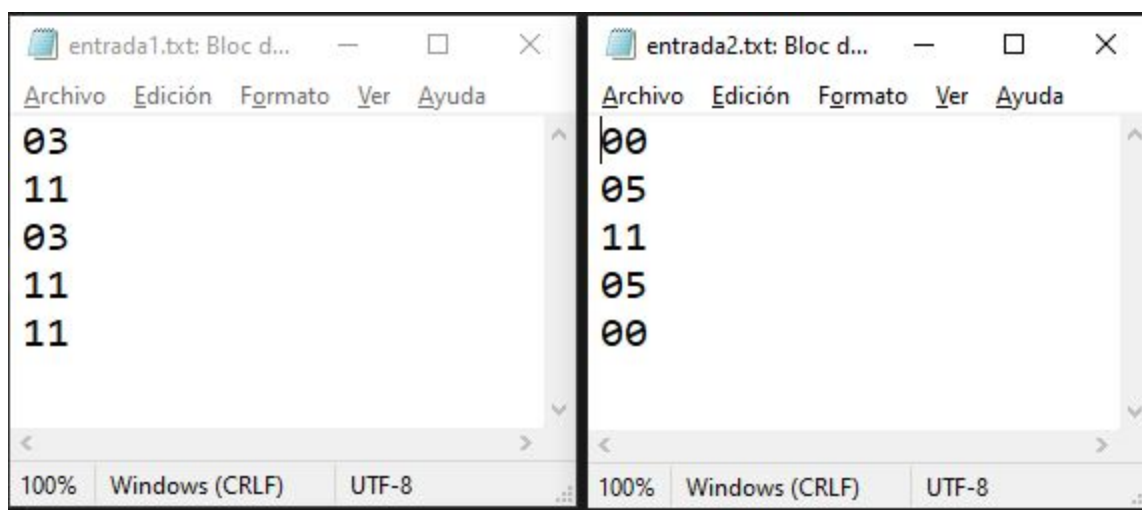 entrada1.txt: Bloc d...
Archivo Edición Formato Ver Ayuda
03
11
03
11
11
100% Windows (CRLF) UTF-8
entrada2.txt: Bloc d...
Archivo Edición Formato Ver Ayuda
00
05
11
05
00
100% Windows (CRLF) UTF-8